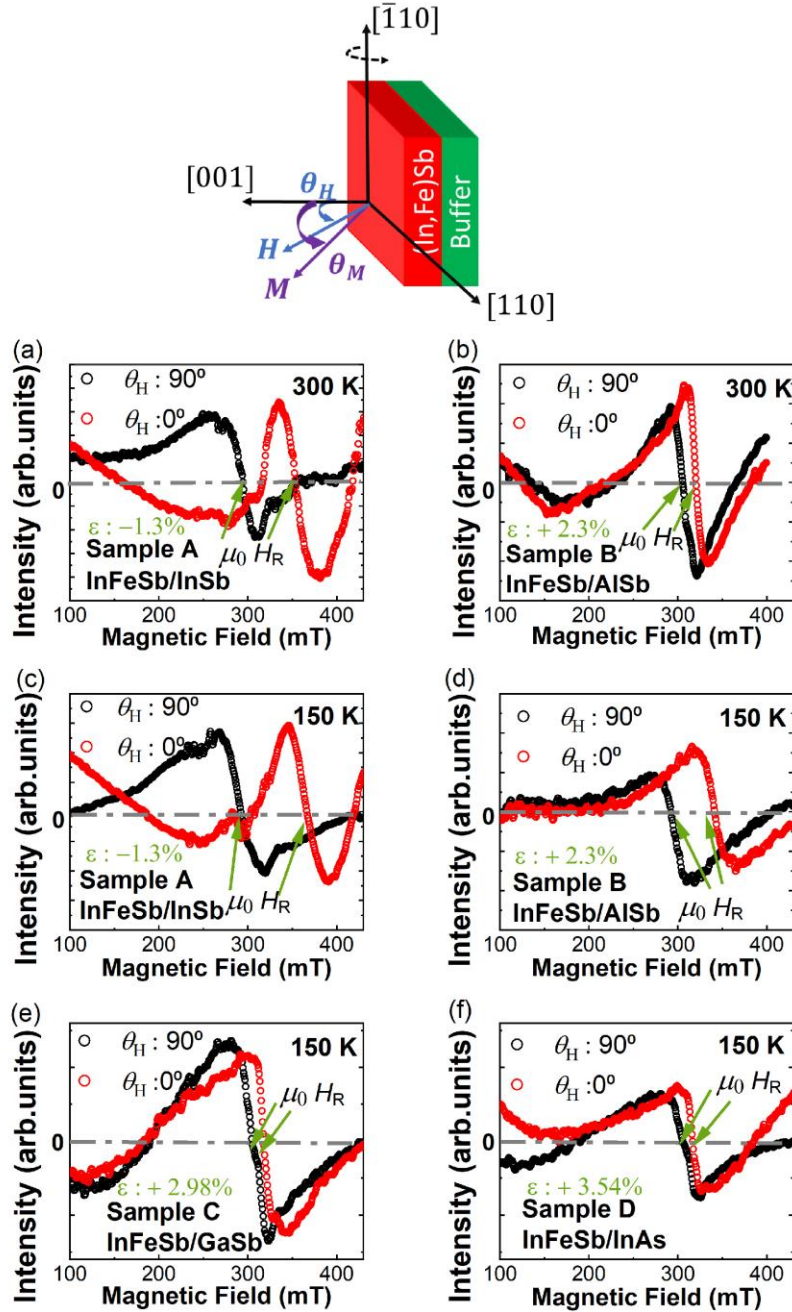 [1̄10]
[001]
θH
H
M
θM
(In,Fe)Sb
Buffer
[110]
(a)
θH : 90º
θH :0º
300 K
Intensity (arb.units)
0
ε : −1.3%
Sample A
μ0 HR
InFeSb/InSb
100 200 300 400
Magnetic Field (mT)
(b)
θH : 90º
θH :0º
300 K
Intensity (arb.units)
0
ε : + 2.3%
Sample B
μ0 HR
InFeSb/AlSb
100 200 300 400
Magnetic Field (mT)
(c)
θH : 90º
θH :0º
150 K
Intensity (arb.units)
0
ε : −1.3%
Sample A
InFeSb/InSb
μ0 HR
100 200 300 400
Magnetic Field (mT)
(d)
θH : 90º
θH :0º
150 K
Intensity (arb.units)
0
ε : + 2.3%
Sample B
InFeSb/AlSb
μ0 HR
100 200 300 400
Magnetic Field (mT)
(e)
θH : 90º
θH :0º
150 K
μ0 HR
Intensity (arb.units)
0
ε : + 2.98%
Sample C
InFeSb/GaSb
100 200 300 400
Magnetic Field (mT)
(f)
θH : 90º
θH :0º
150 K
μ0 HR
Intensity (arb.units)
0
ε : + 3.54%
Sample D
InFeSb/InAs
100 200 300 400
Magnetic Field (mT)